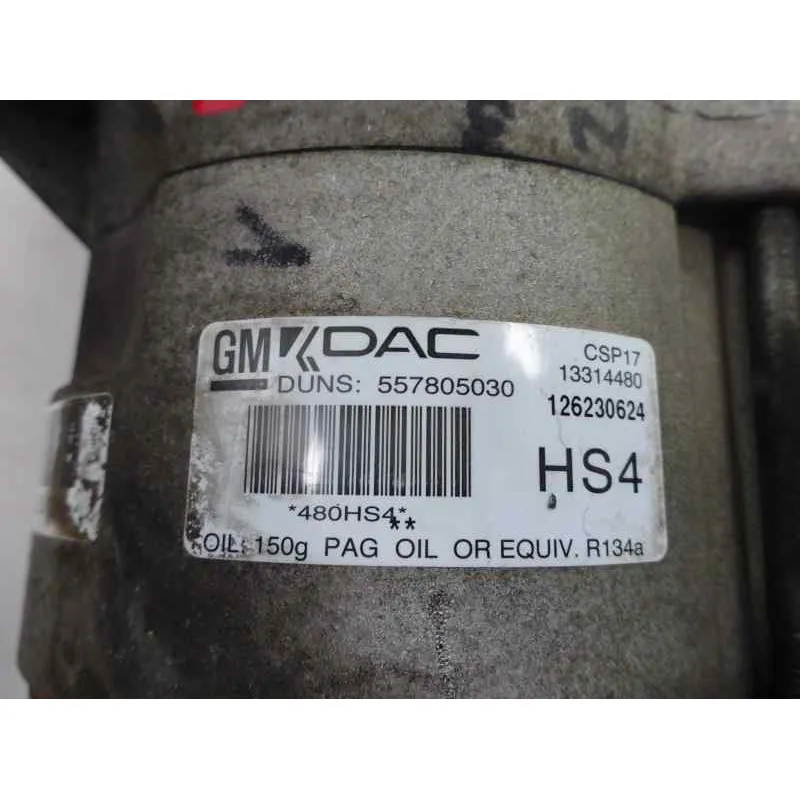 GM DAC
CSP17
DUNS: 557805030
13314480
126230624
HS4
*480HS4*
**
OIL: 150g PAG OIL OR EQUIV. R134a